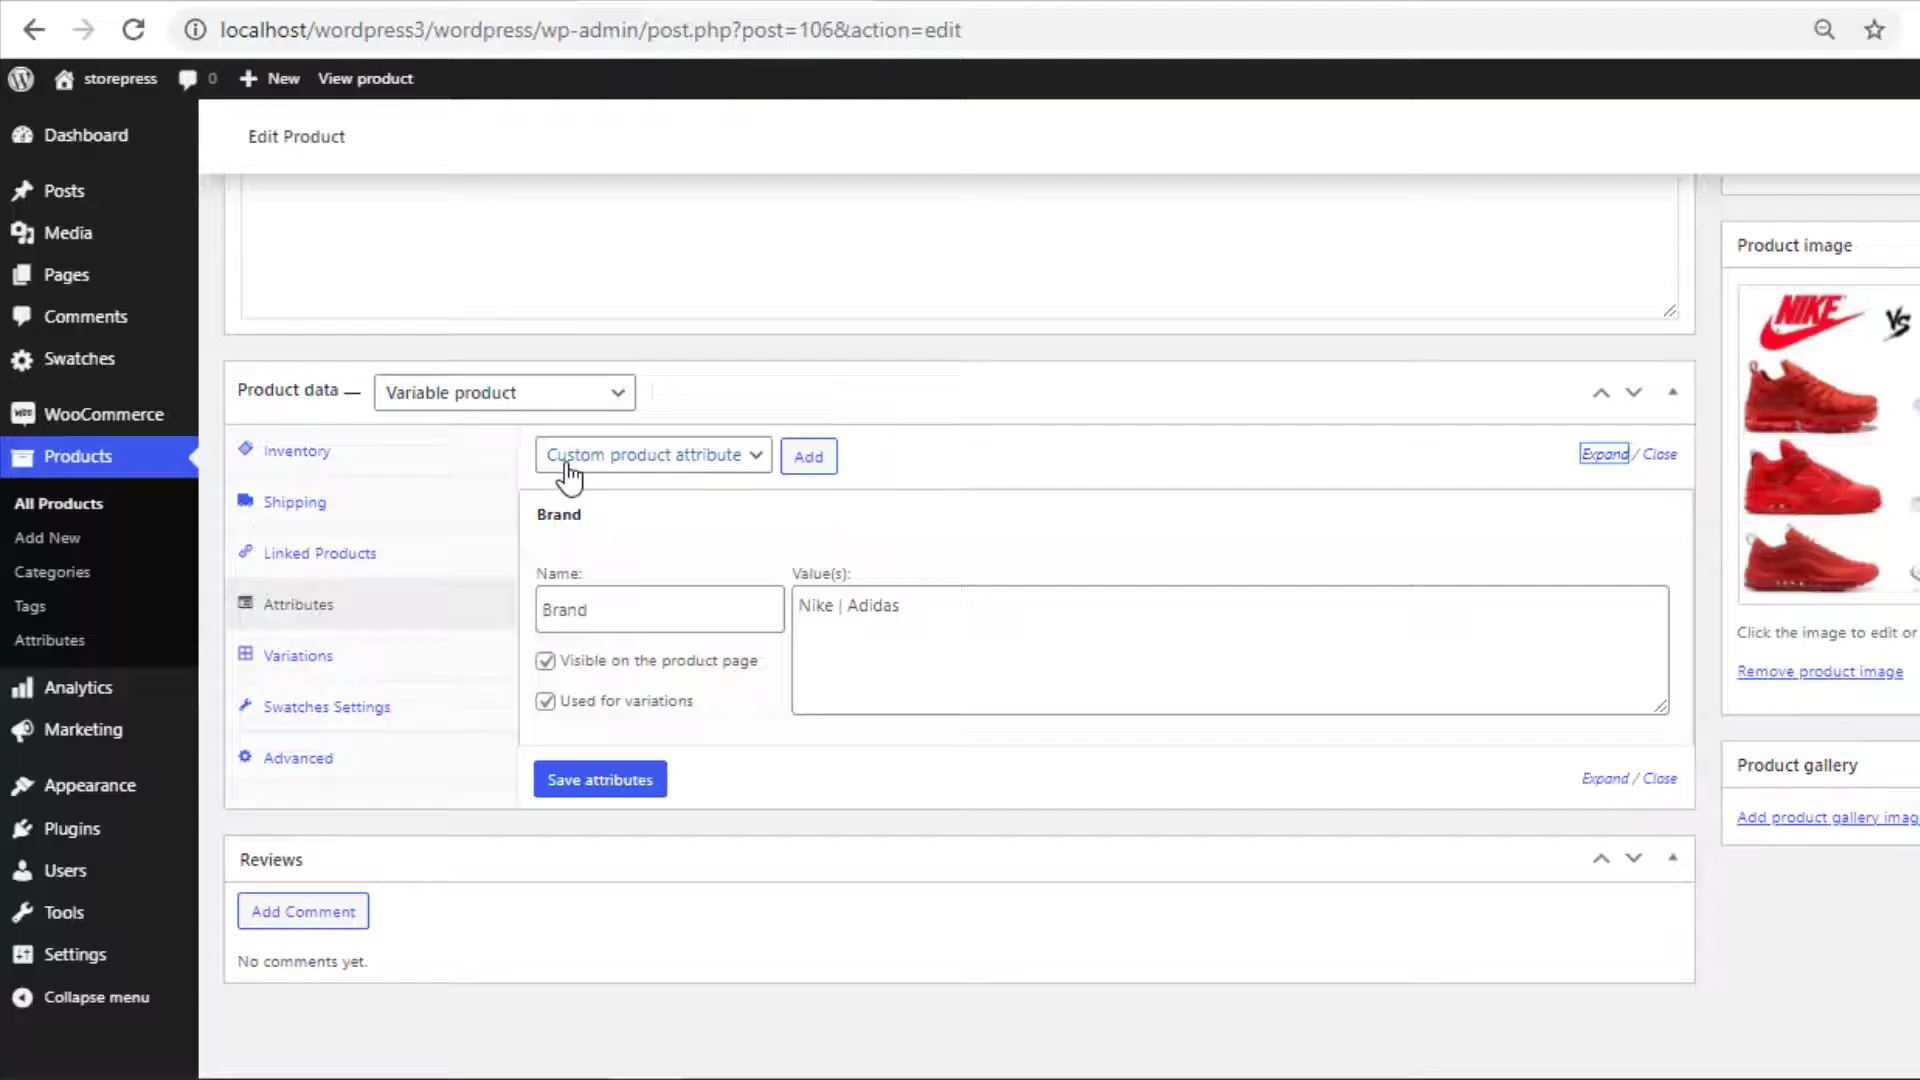 localhost/wordpress3/wordpress/wp-admin/post.php?post=106&action=edit
storepress
0
New
View product
Dashboard
Posts
Media
Pages
Comments
Swatches
WooCommerce
Products
All Products
Add New
Categories
Tags
Attributes
Analytics
Marketing
Appearance
Plugins
Users
Tools
Settings
Collapse menu
Edit Product
Product data —
Variable product
Inventory
Shipping
Linked Products
Attributes
Variations
Swatches Settings
Advanced
Custom product attribute
Add
Expand / Close
Brand
Name:
Value(s):
Brand
Nike | Adidas
Visible on the product page
Used for variations
Save attributes
Expand / Close
Reviews
Add Comment
No comments yet.
Product image
NIKE
VS
Click the image to edit or
Remove product image
Product gallery
Add product gallery imag